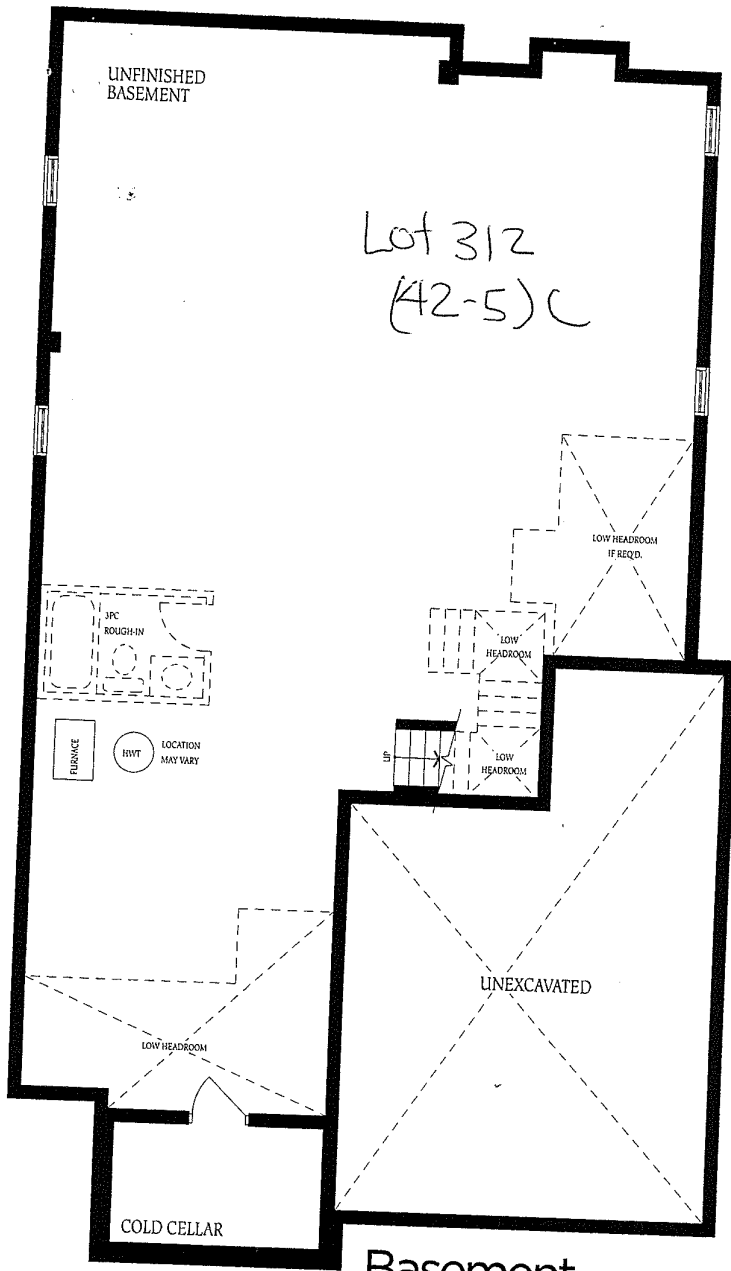 UNFINISHED
BASEMENT
Lot 312
(42-5) C
LOW HEADROOM
IF REQ'D.
3PC
ROUGH-IN
LOW
HEADROOM
UP
LOW
HEADROOM
FURNACE
HWT
LOCATION
MAY VARY
UNEXCAVATED
LOW HEADROOM
COLD CELLAR
Basement